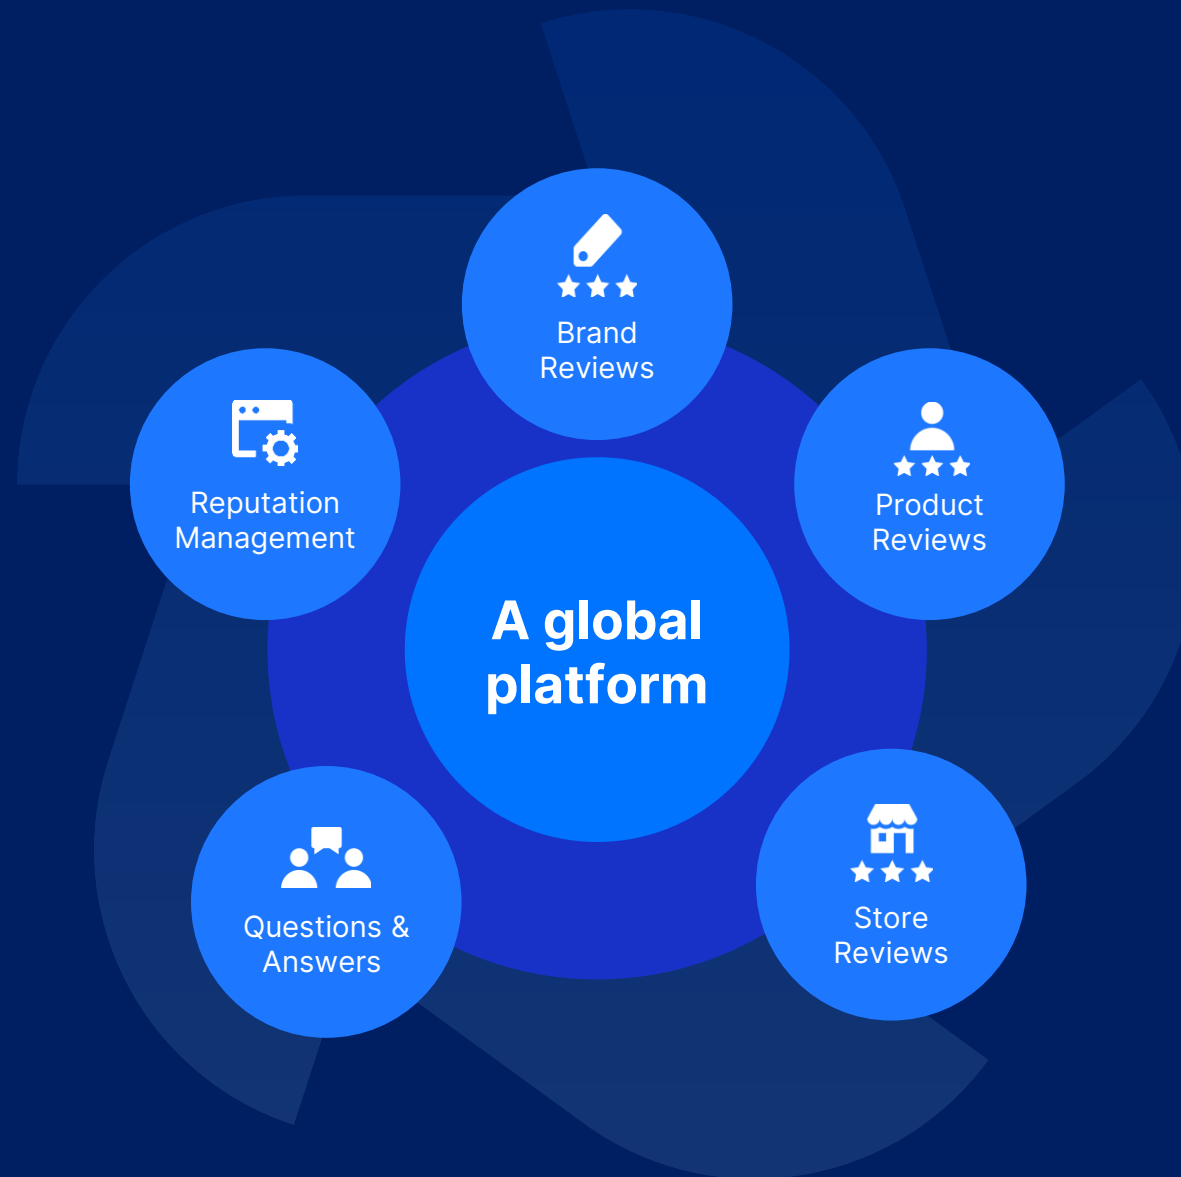 Brand
Reviews
Reputation
Management
Product
Reviews
A global
platform
Questions &
Answers
Store
Reviews